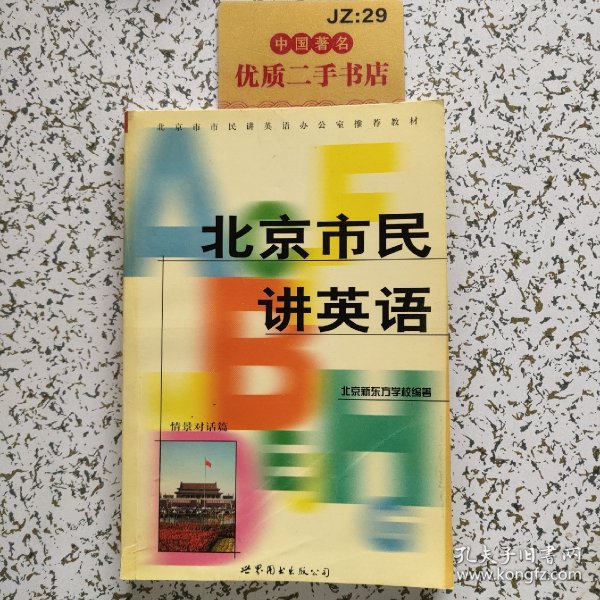 JZ:29
中国著名
优质二手书店
北京市市民讲英语办公室推荐教材
北京市民
讲英语
北京新东方学校编著
情景对话篇
世界图书出版公司
孔夫子旧书网
www.kongfz.com